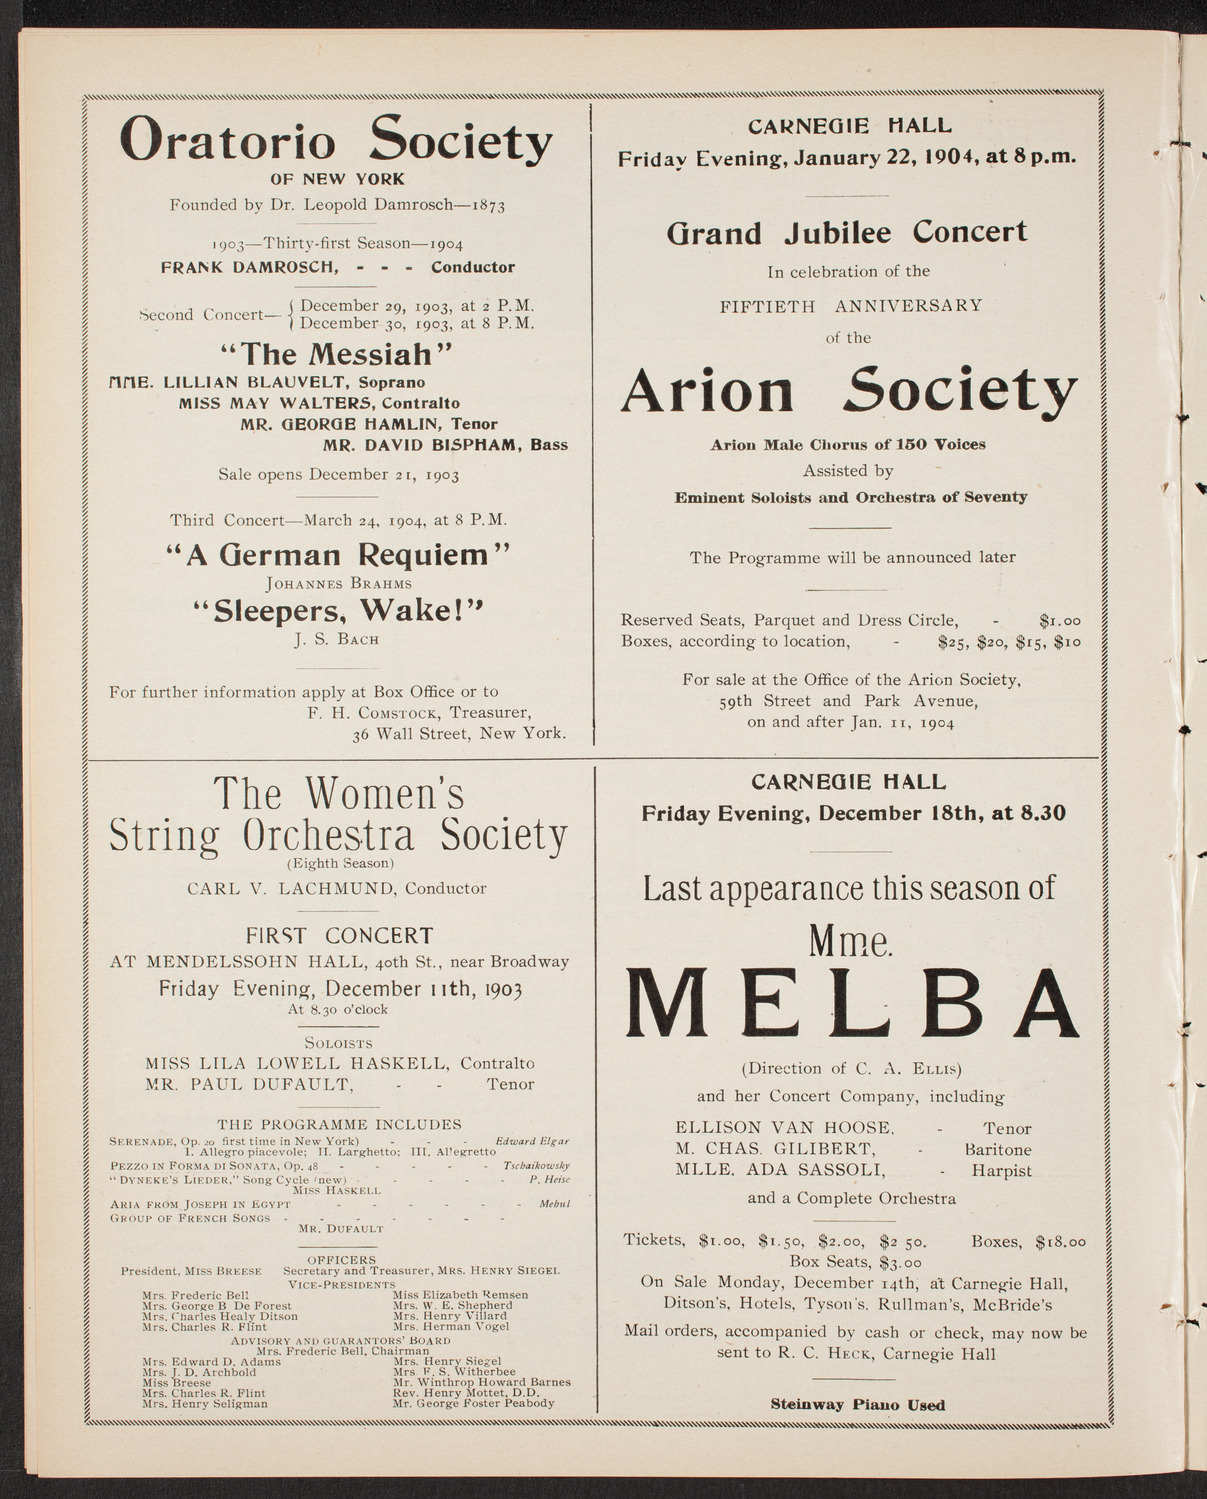 Oratorio Society
OF NEW YORK
Founded by Dr. Leopold Damrosch—1873
1903—Thirty-first Season—1904
FRANK DAMROSCH, - - - Conductor
Second Concert— { December 29, 1903, at 2 P.M.
December 30, 1903, at 8 P.M.
"The Messiah"
MME. LILLIAN BLAUVELT, Soprano
MISS MAY WALTERS, Contralto
MR. GEORGE HAMLIN, Tenor
MR. DAVID BISPHAM, Bass
Sale opens December 21, 1903
Third Concert—March 24, 1904, at 8 P.M.
"A German Requiem"
JOHANNES BRAHMS
"Sleepers, Wake!"
J. S. BACH
For further information apply at Box Office or to
F. H. COMSTOCK, Treasurer,
36 Wall Street, New York.
CARNEGIE HALL
Friday Evening, January 22, 1904, at 8 p.m.
Grand Jubilee Concert
In celebration of the
FIFTIETH ANNIVERSARY
of the
Arion Society
Arion Male Chorus of 150 Voices
Assisted by
Eminent Soloists and Orchestra of Seventy
The Programme will be announced later
Reserved Seats, Parquet and Dress Circle, - $1.00
Boxes, according to location, - $25, $20, $15, $10
For sale at the Office of the Arion Society,
59th Street and Park Avenue,
on and after Jan. 11, 1904
The Women's
String Orchestra Society
(Eighth Season)
CARL V. LACHMUND, Conductor
FIRST CONCERT
AT MENDELSSOHN HALL, 40th St., near Broadway
Friday Evening, December 11th, 1903
At 8.30 o'clock
SOLOISTS
MISS LILA LOWELL HASKELL, Contralto
MR. PAUL DUFAULT, - - Tenor
THE PROGRAMME INCLUDES
SERENADE, Op. 20 first time in New York) - - - Edward Elgar
1. Allegro piacevole; II. Larghetto; III. Allegretto
PEZZO IN FORMA DI SONATA, Op. 48 - - - - - Tschaikowsky
"DYNEKE'S LIEDER," Song Cycle (new) - - - - - P. Heise
MISS HASKELL
ARIA FROM JOSEPH IN EGYPT - - - - - - Mehul
GROUP OF FRENCH SONGS - - - - - - -
MR. DUFAULT
OFFICERS
President, MISS BREESE Secretary and Treasurer, MRS. HENRY SIEGEL
VICE-PRESIDENTS
Mrs. Frederic Bell Miss Elizabeth Remsen
Mrs. George B De Forest Mrs. W. E. Shepherd
Mrs. Charles Healy Ditson Mrs. Henry Villard
Mrs. Charles R. Flint Mrs. Herman Vogel
ADVISORY AND GUARANTORS' BOARD
Mrs. Frederic Bell, Chairman
Mrs. Edward D. Adams Mrs. Henry Siegel
Mrs. J. D. Archbold Mrs F. S. Witherbee
Miss Breese Mr. Winthrop Howard Barnes
Mrs. Charles R. Flint Rev. Henry Mottet, D.D.
Mrs. Henry Seligman Mr. George Foster Peabody
CARNEGIE HALL
Friday Evening, December 18th, at 8.30
Last appearance this season of
Mme.
MELBA
(Direction of C. A. ELLIS)
and her Concert Company, including
ELLISON VAN HOOSE, - Tenor
M. CHAS. GILIBERT, - Baritone
MLLE. ADA SASSOLI, - Harpist
and a Complete Orchestra
Tickets, $1.00, $1.50, $2.00, $2 50. Boxes, $18.00
Box Seats, $3.00
On Sale Monday, December 14th, at Carnegie Hall,
Ditson's, Hotels, Tyson's, Rullman's, McBride's
Mail orders, accompanied by cash or check, may now be
sent to R. C. HECK, Carnegie Hall
Steinway Piano Used